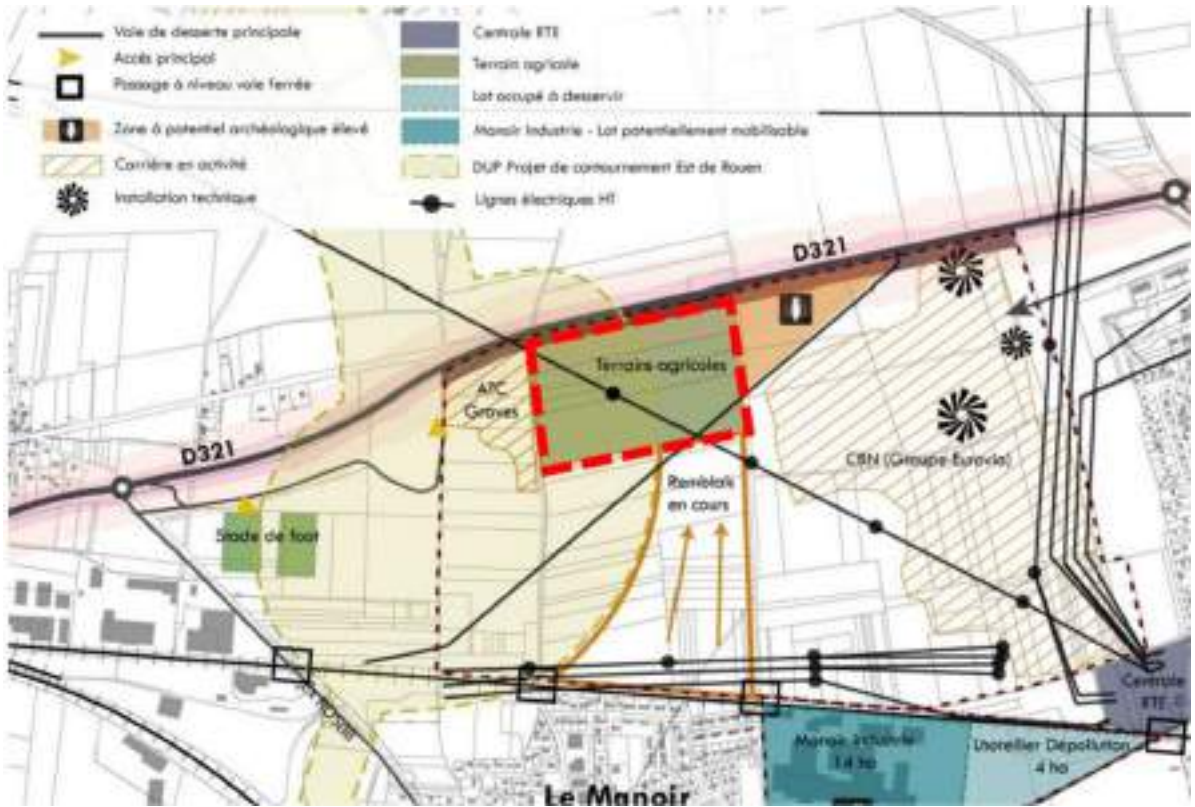 Voie de desserte principale
Accès principal
Passage à niveau voie ferrée
Zone à potentiel archéologique élevé
Carrière en activité
Installation technique
Centrale RTE
Terrain agricole
Lot occupé à desservir
Manoir Industrie - Lot potentiellement mobilisable
DUP Projet de contournement Est de Rouen
Lignes électriques HT
D321
Terrains agricoles
Graves
D321
CBN (Groupe Eurovia)
Remblais
en cours
Stade de foot
Centrale
RTE
Manoir Industrie
14 ha
Lhotellier Dépollution
4 ha
Le Manoir